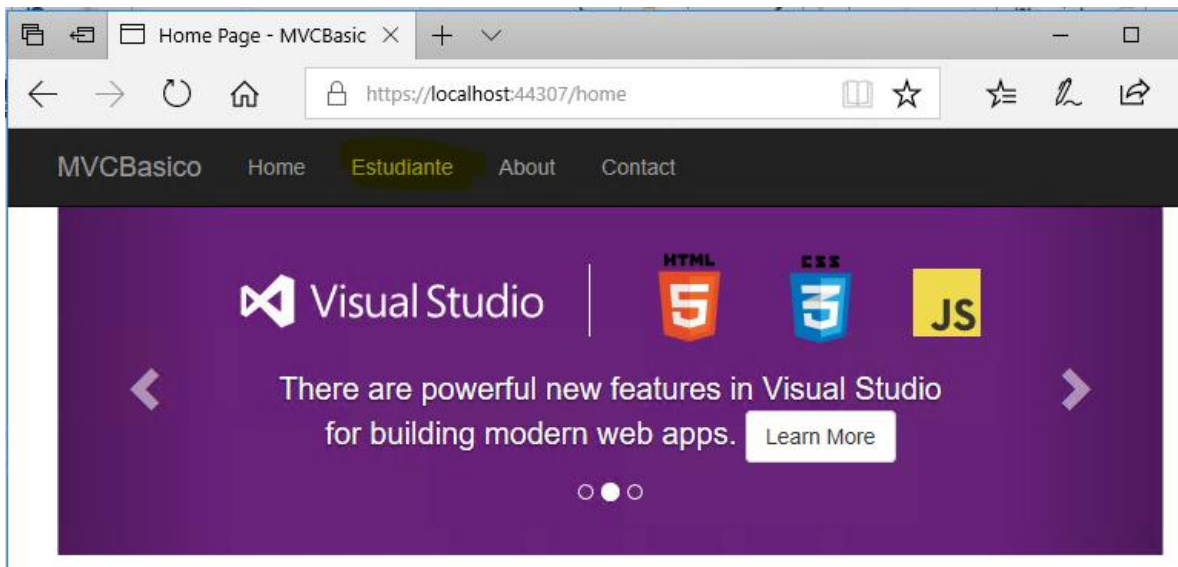 Home Page - MVCBasic
https://localhost:44307/home
MVCBasico Home Estudiante About Contact
Visual Studio HTML 5 CSS 3 JS
There are powerful new features in Visual Studio
for building modern web apps. Learn More